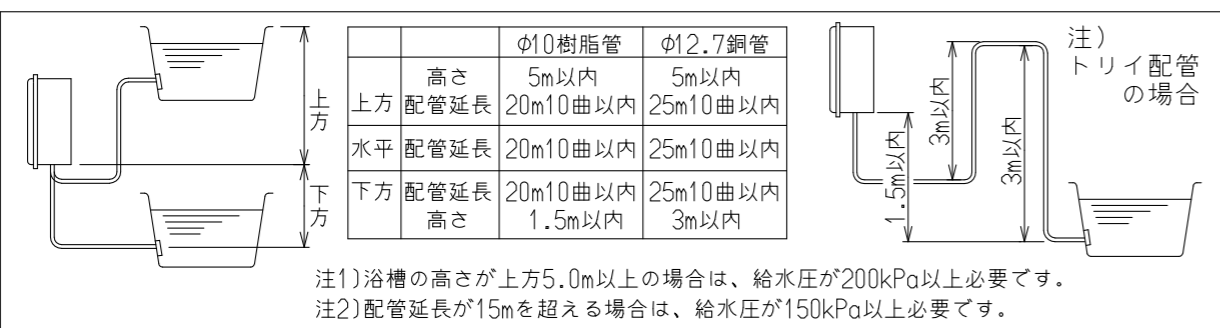 上方
下方
φ10樹脂管 φ12.7銅管
上方 高さ 5m以内 5m以内
配管延長 20m10曲以内 25m10曲以内
水平 配管延長 20m10曲以内 25m10曲以内
下方 配管延長 20m10曲以内 25m10曲以内
高さ 1.5m以内 3m以内
1.5m以内
3m以内
3m以内
注)
トリイ配管
の場合
注1)浴槽の高さが上方5.0m以上の場合は、給水圧が200kPa以上必要です。
注2)配管延長が15mを超える場合は、給水圧が150kPa以上必要です。